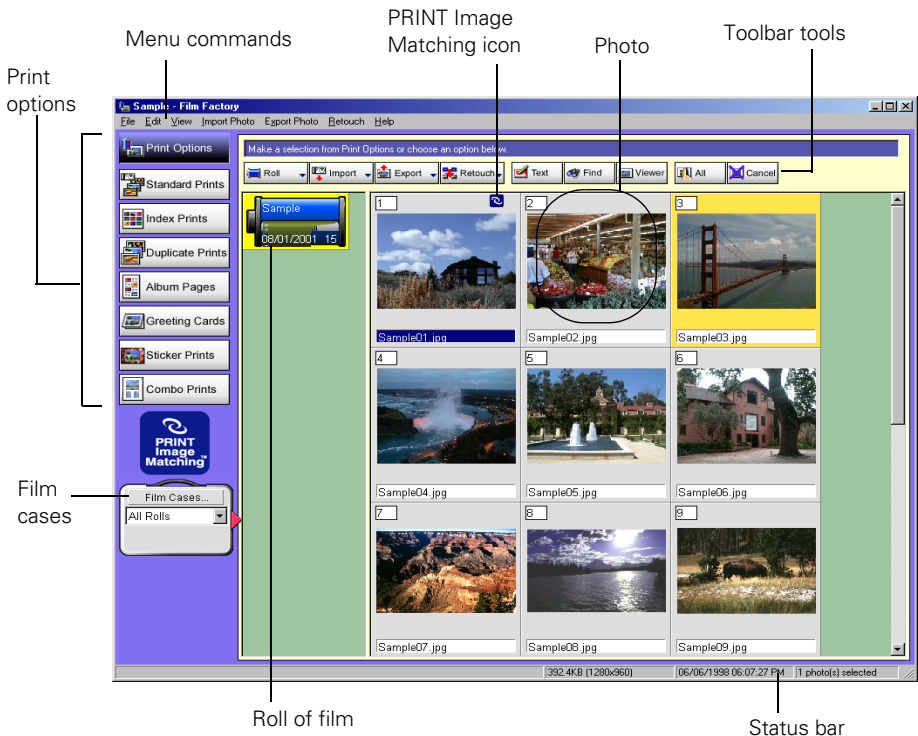 PRINT Image
Matching icon
Menu commands
Photo
Toolbar tools
Print
options
Sample - Film Factory
File Edit View Import Photo Export Photo Retouch Help
Print Options
Make a selection from Print Options or choose an option below.
Roll Import Export Retouch Text Find Viewer All Cancel
Standard Prints
Index Prints
Duplicate Prints
Album Pages
Greeting Cards
Sticker Prints
Combo Prints
PRINT
Image
Matching™
Film
cases
Film Cases...
All Rolls
Sample
08/01/2001 15
1 2 3
Sample01.jpg Sample02.jpg Sample03.jpg
4 5 6
Sample04.jpg Sample05.jpg Sample06.jpg
7 8 9
Sample07.jpg Sample08.jpg Sample09.jpg
392.4KB (1280x960) 06/06/1998 06:07:27 PM 1 photo(s) selected
Roll of film
Status bar